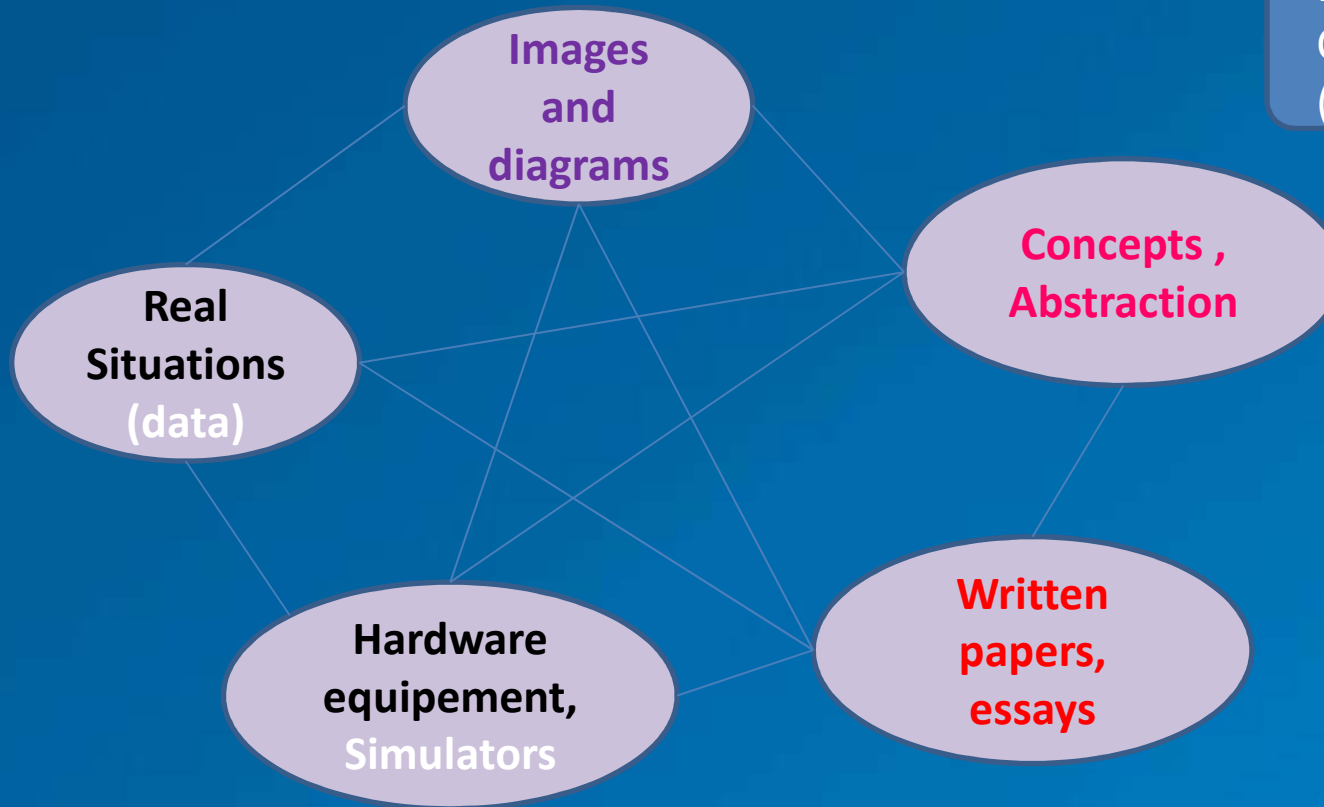 Images
and
diagrams
Concepts ,
Abstraction
Real
Situations
(data)
Written
papers,
essays
Hardware
equipement,
Simulators